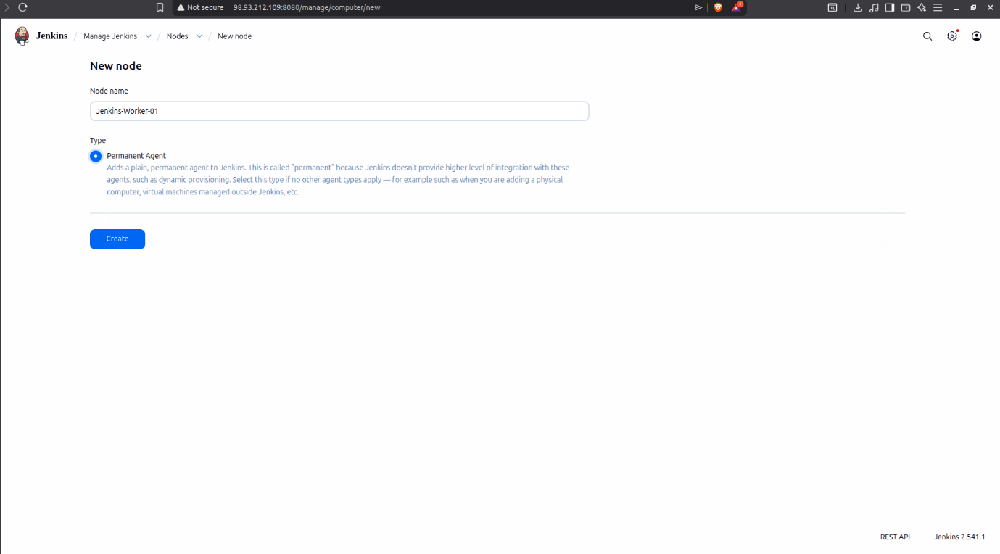 Not secure 98.93.212.109:8080/manage/computer/new
1
Jenkins / Manage Jenkins / Nodes / New node
New node
Node name
Jenkins-Worker-01
Type
Permanent Agent
Adds a plain, permanent agent to Jenkins. This is called "permanent" because Jenkins doesn't provide higher level of integration with these
agents, such as dynamic provisioning. Select this type if no other agent types apply — for example such as when you are adding a physical
computer, virtual machines managed outside Jenkins, etc.
Create
REST API Jenkins 2.541.1